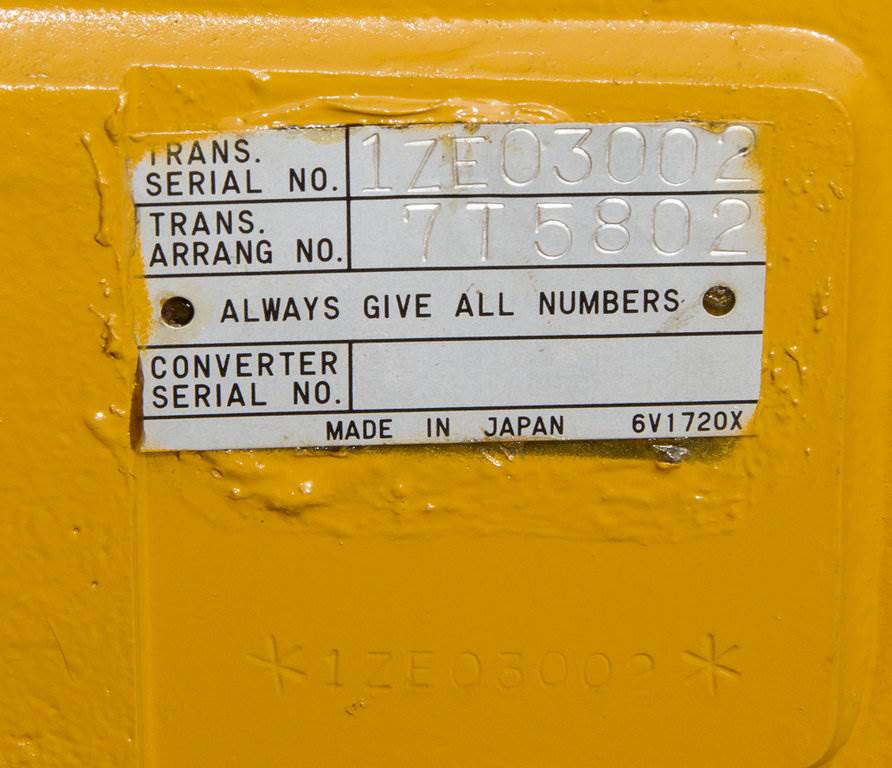 TRANS.
SERIAL NO. 1ZE03002
TRANS.
ARRANG NO. 7T5802
ALWAYS GIVE ALL NUMBERS
CONVERTER
SERIAL NO.
MADE IN JAPAN 6V1720X
*1ZE03002*